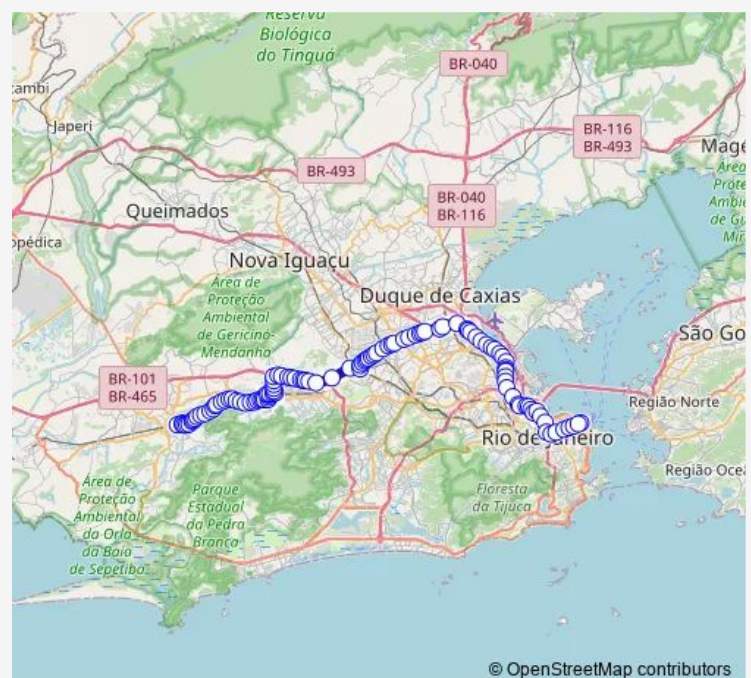 Reserva
Biológica
do Tinguá
BR-040
ambi
Japeri
BR-116
BR-493
Magé
BR-493
Queimados
BR-040
BR-116
opédica
Nova Iguaçu
Duque de Caxias
Área de
Proteção
Ambiental
de Gericinó-
Mendanha
São Go
BR-101
BR-465
Região Norte
Rio de Janeiro
Região Ocea
Área de
Proteção
Ambiental
da Orla
da Baía
de Sepetiba
Parque
Estadual
da Pedra
Branca
Floresta
da Tijuca
© OpenStreetMap contributors